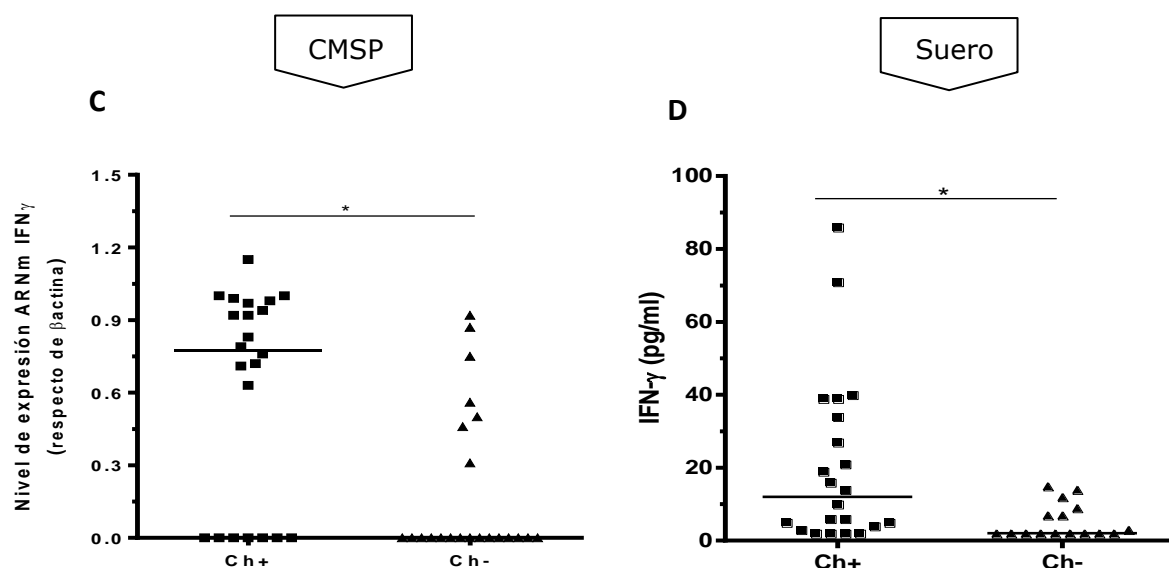 CMSP
Suero
C
D
Nivel de expresión ARNm IFNγ
(respecto de βactina)
1.5
1.2
0.9
0.6
0.3
0.0
*
Ch+
Ch-
IFN-γ (pg/ml)
100
80
60
40
20
0
*
Ch+
Ch-